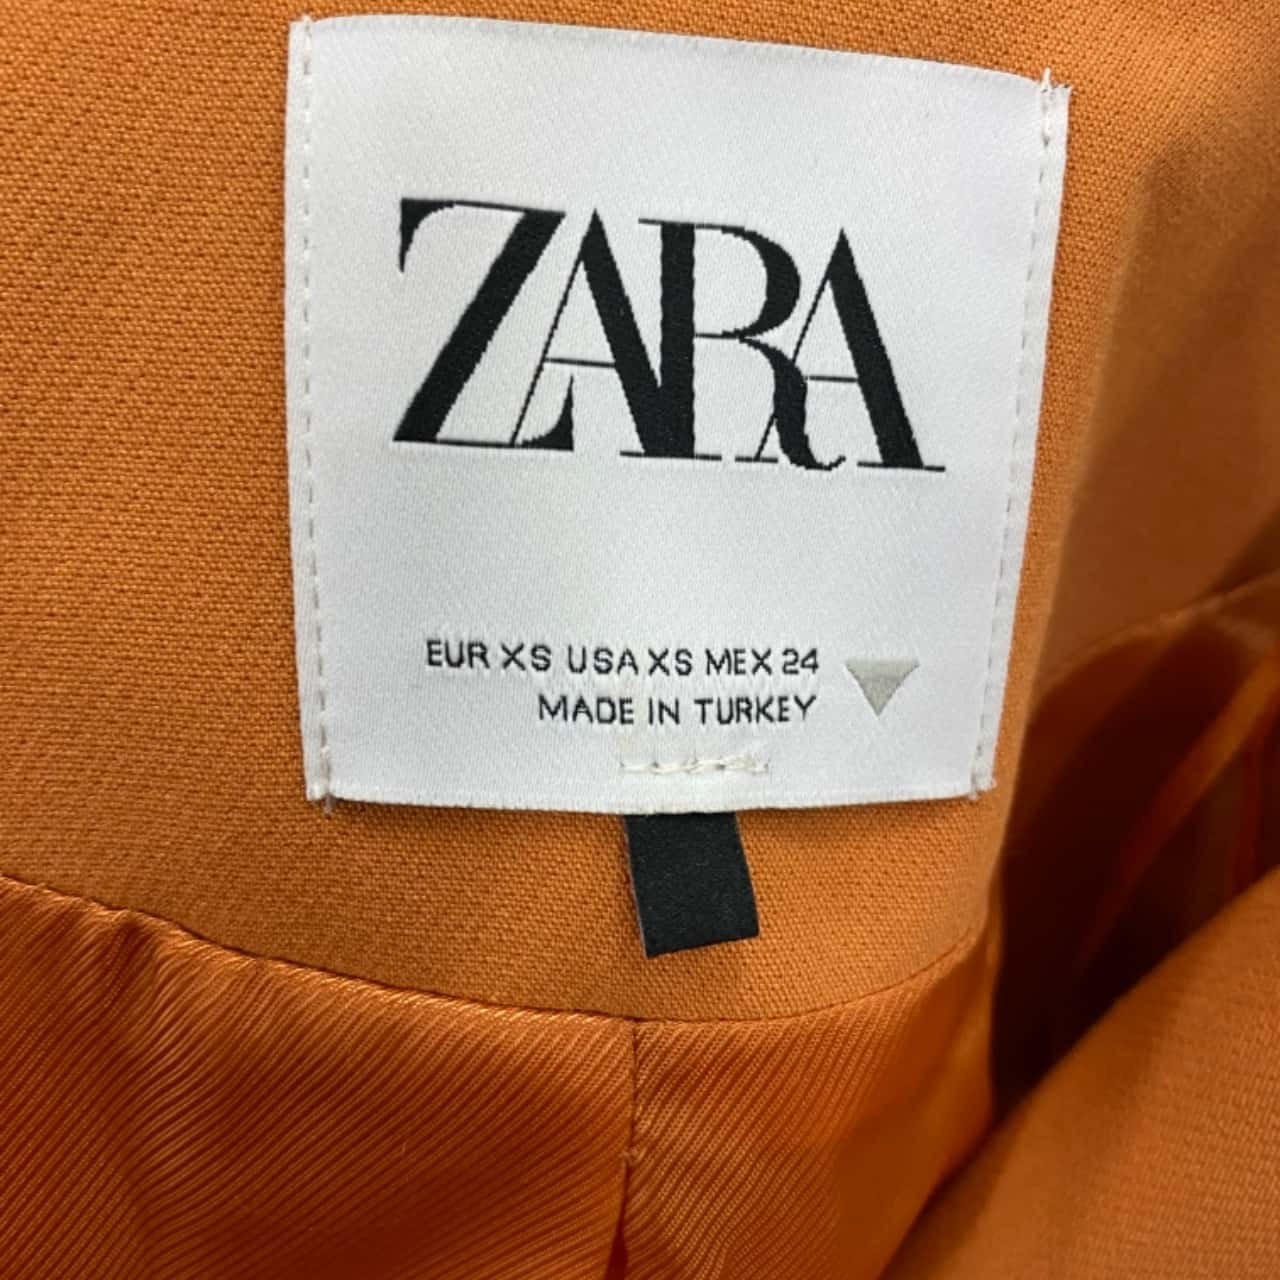 ZARA
EUR XS USA XS MEX 24
MADE IN TURKEY